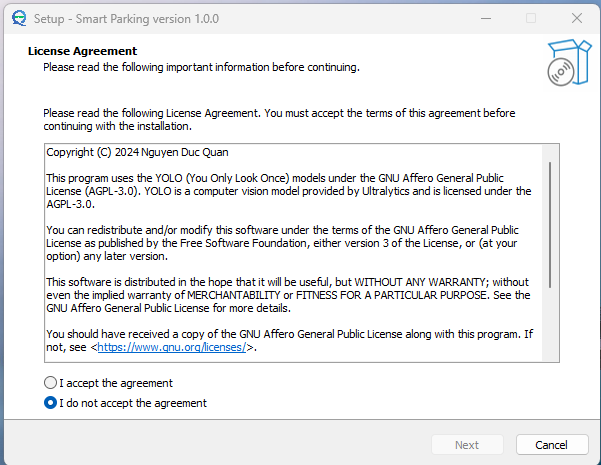 Setup - Smart Parking version 1.0.0
License Agreement
Please read the following important information before continuing.
Please read the following License Agreement. You must accept the terms of this agreement before
continuing with the installation.
Copyright (C) 2024 Nguyen Duc Quan
This program uses the YOLO (You Only Look Once) models under the GNU Affero General Public
License (AGPL-3.0). YOLO is a computer vision model provided by Ultralytics and is licensed under the
AGPL-3.0.
You can redistribute and/or modify this software under the terms of the GNU Affero General Public
License as published by the Free Software Foundation, either version 3 of the License, or (at your
option) any later version.
This software is distributed in the hope that it will be useful, but WITHOUT ANY WARRANTY; without
even the implied warranty of MERCHANTABILITY or FITNESS FOR A PARTICULAR PURPOSE. See the
GNU Affero General Public License for more details.
You should have received a copy of the GNU Affero General Public License along with this program. If
not, see <https://www.gnu.org/licenses/>.
I accept the agreement
I do not accept the agreement
Next
Cancel